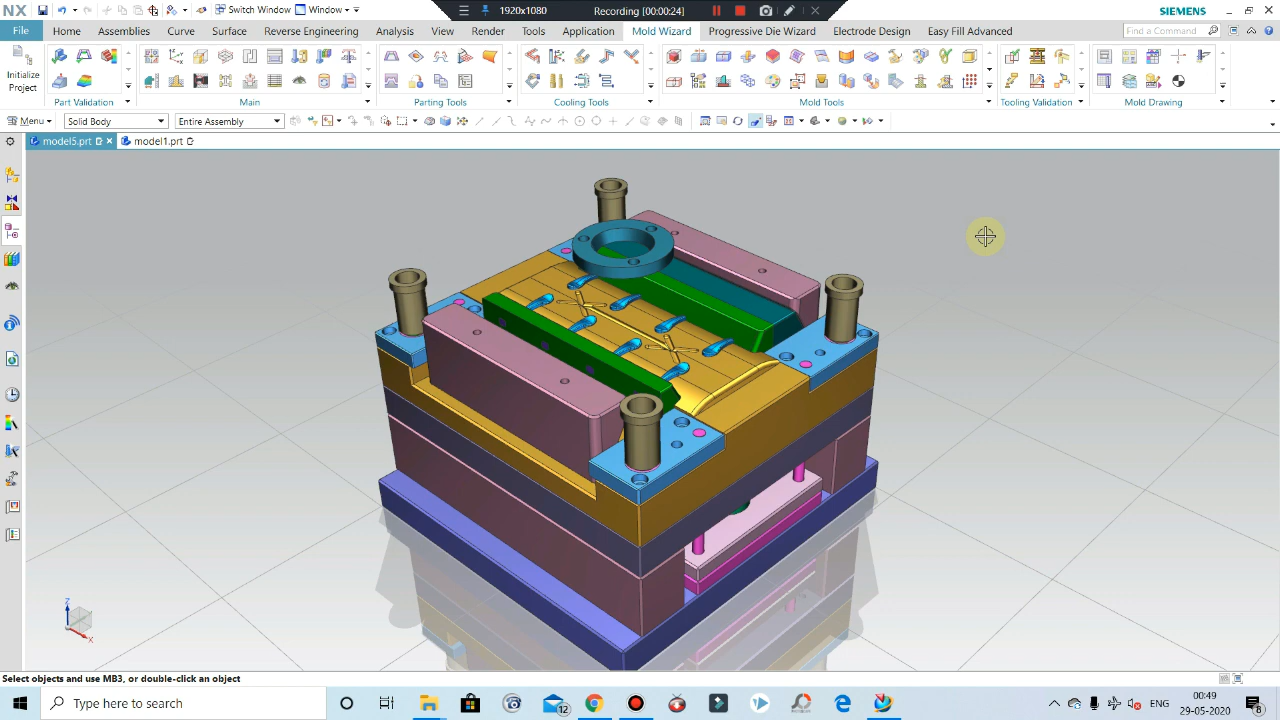 NX
Switch Window
Window
1920x1080
Recording [00:00:24]
SIEMENS
File
Home
Assemblies
Curve
Surface
Reverse Engineering
Analysis
View
Render
Tools
Application
Mold Wizard
Progressive Die Wizard
Electrode Design
Easy Fill Advanced
Find a Command
Initialize
Project
Part Validation
Main
Parting Tools
Cooling Tools
Mold Tools
Tooling Validation
Mold Drawing
Menu
Solid Body
Entire Assembly
model5.prt
model1.prt
Z
X
Select objects and use MB3, or double-click an object
Type here to search
12
ENG
00:49
29-05-2020
8